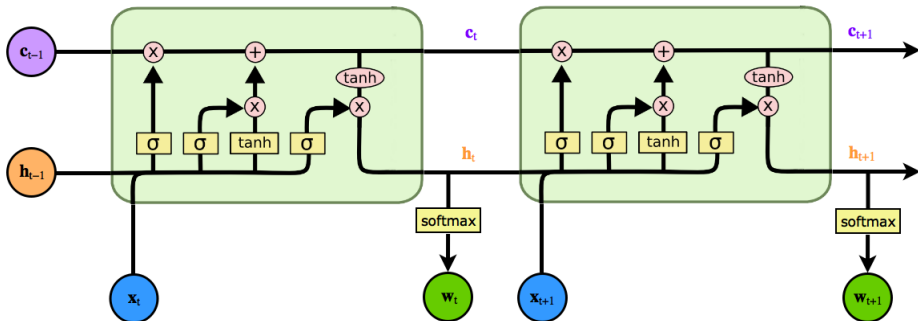 c_{t-1} x + c_t x + c_{t+1}
tanh tanh
x x x x
σ σ tanh σ σ σ tanh σ
h_{t-1} h_t h_{t+1}
softmax softmax
x_t w_t x_{t+1} w_{t+1}